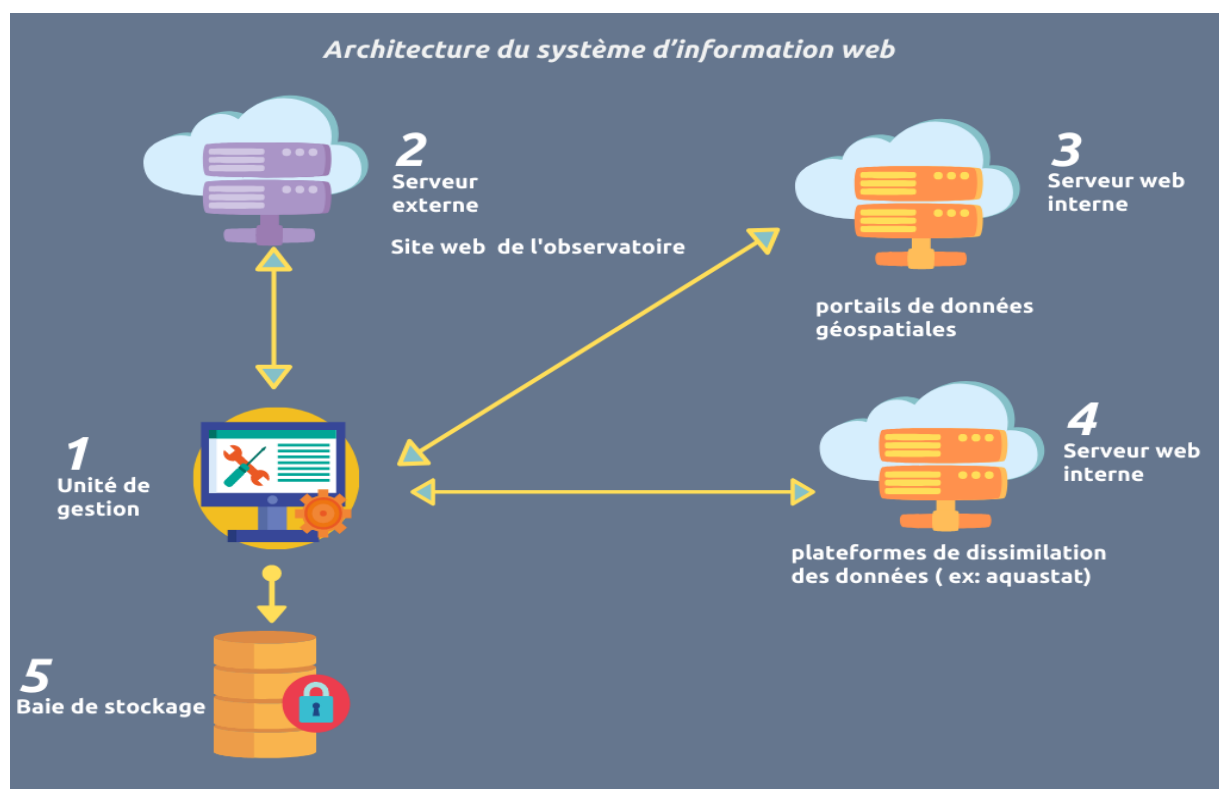 Architecture du système d'information web
2
Serveur
externe
Site web de l'observatoire
3
Serveur web
interne
portails de données
géospatiales
1
Unité de
gestion
4
Serveur web
interne
plateformes de dissimilation
des données ( ex: aquastat)
5
Baie de stockage